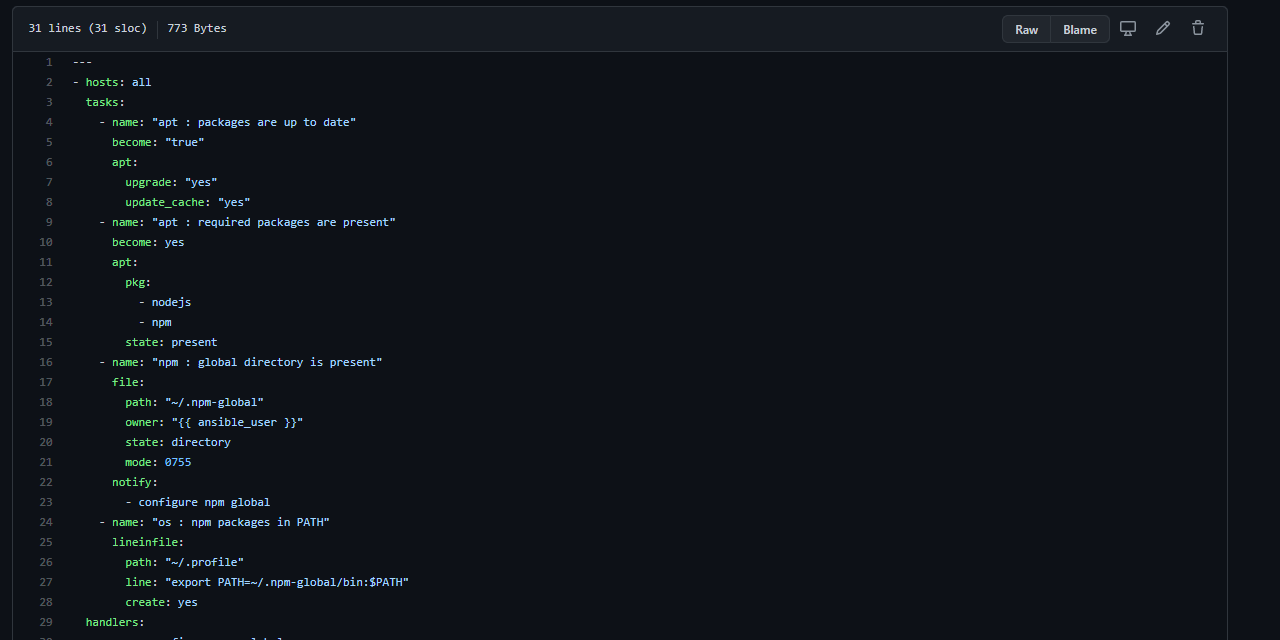 31 lines (31 sloc) 773 Bytes Raw Blame
1 ---
2 - hosts: all
3   tasks:
4     - name: "apt : packages are up to date"
5       become: "true"
6       apt:
7         upgrade: "yes"
8         update_cache: "yes"
9     - name: "apt : required packages are present"
10       become: yes
11       apt:
12         pkg:
13           - nodejs
14           - npm
15         state: present
16     - name: "npm : global directory is present"
17       file:
18         path: "~/.npm-global"
19         owner: "{{ ansible_user }}"
20         state: directory
21         mode: 0755
22       notify:
23         - configure npm global
24     - name: "os : npm packages in PATH"
25       lineinfile:
26         path: "~/.profile"
27         line: "export PATH=~/.npm-global/bin:$PATH"
28         create: yes
29   handlers: